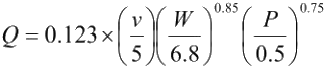 Q = 0.123 × (v/5)(W/6.8)^0.85 (P/0.5)^0.75